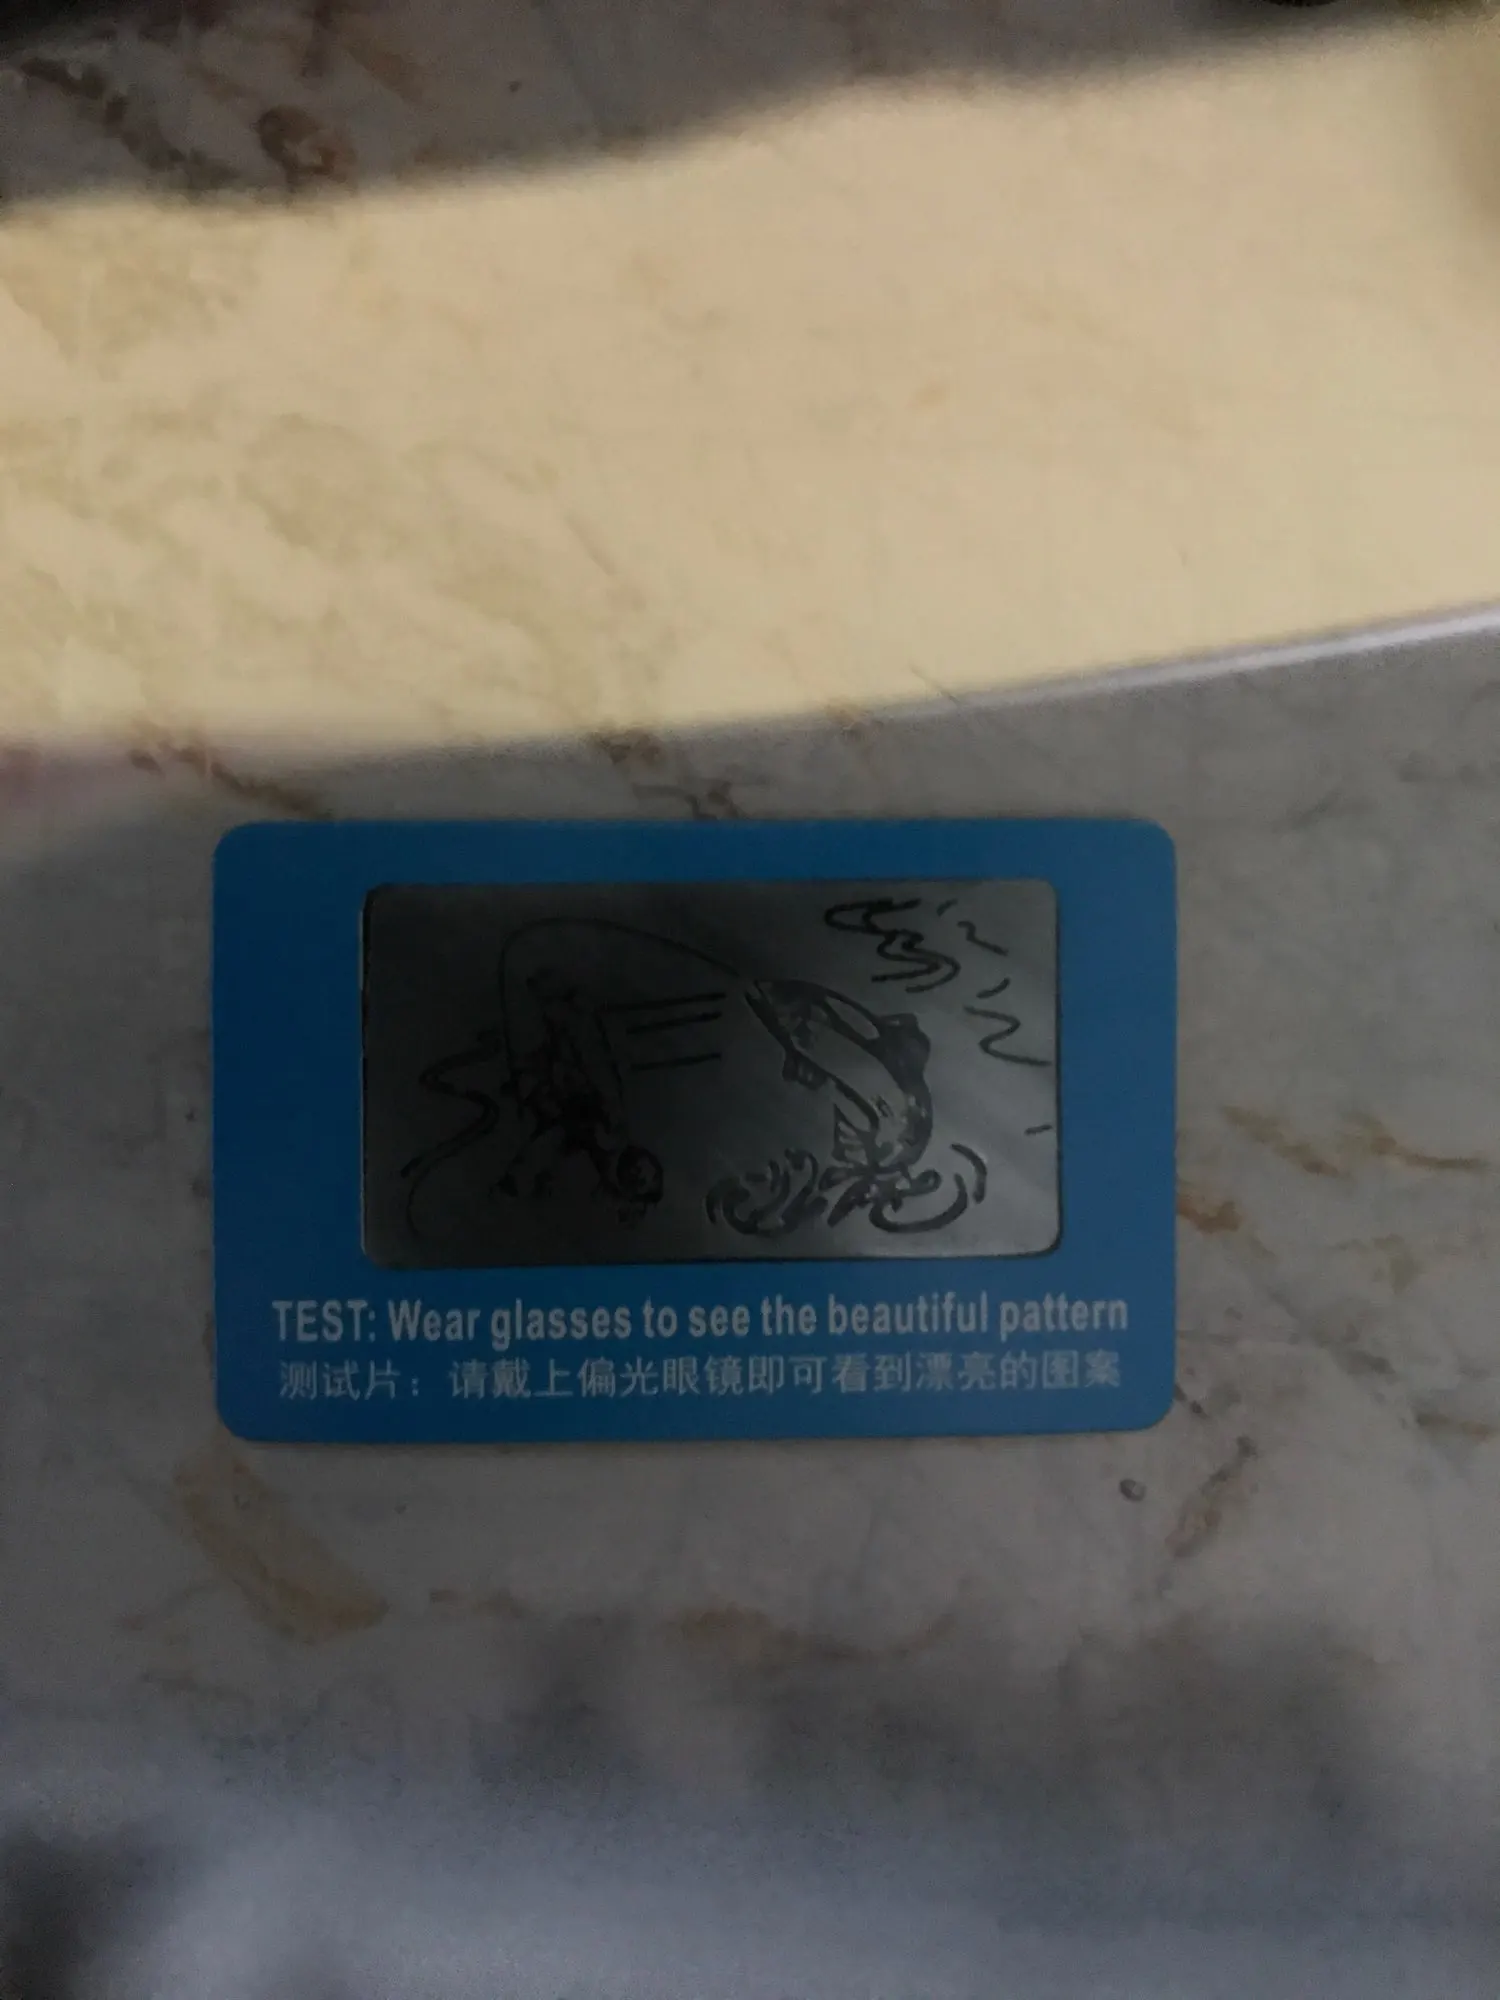 TEST: Wear glasses to see the beautiful pattern
测试片：请戴上偏光眼镜即可看到漂亮的图案